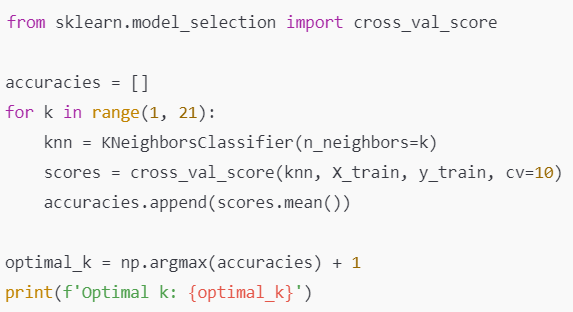 from sklearn.model_selection import cross_val_score

accuracies = []
for k in range(1, 21):
    knn = KNeighborsClassifier(n_neighbors=k)
    scores = cross_val_score(knn, X_train, y_train, cv=10)
    accuracies.append(scores.mean())

optimal_k = np.argmax(accuracies) + 1
print(f'Optimal k: {optimal_k}')